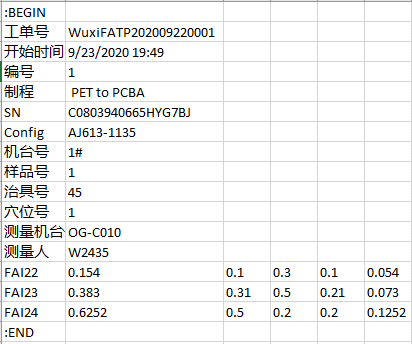 :BEGIN
工单号 WuxiFATP202009220001
开始时间 9/23/2020 19:49
编号 1
制程 PET to PCBA
SN C0803940665HYG7BJ
Config AJ613-1135
机台号 1#
样品号 1
治具号 45
穴位号 1
测量机台 OG-C010
测量人 W2435
FAI22 0.154 0.1 0.3 0.1 0.054
FAI23 0.383 0.31 0.5 0.21 0.073
FAI24 0.6252 0.5 0.2 0.2 0.1252
:END